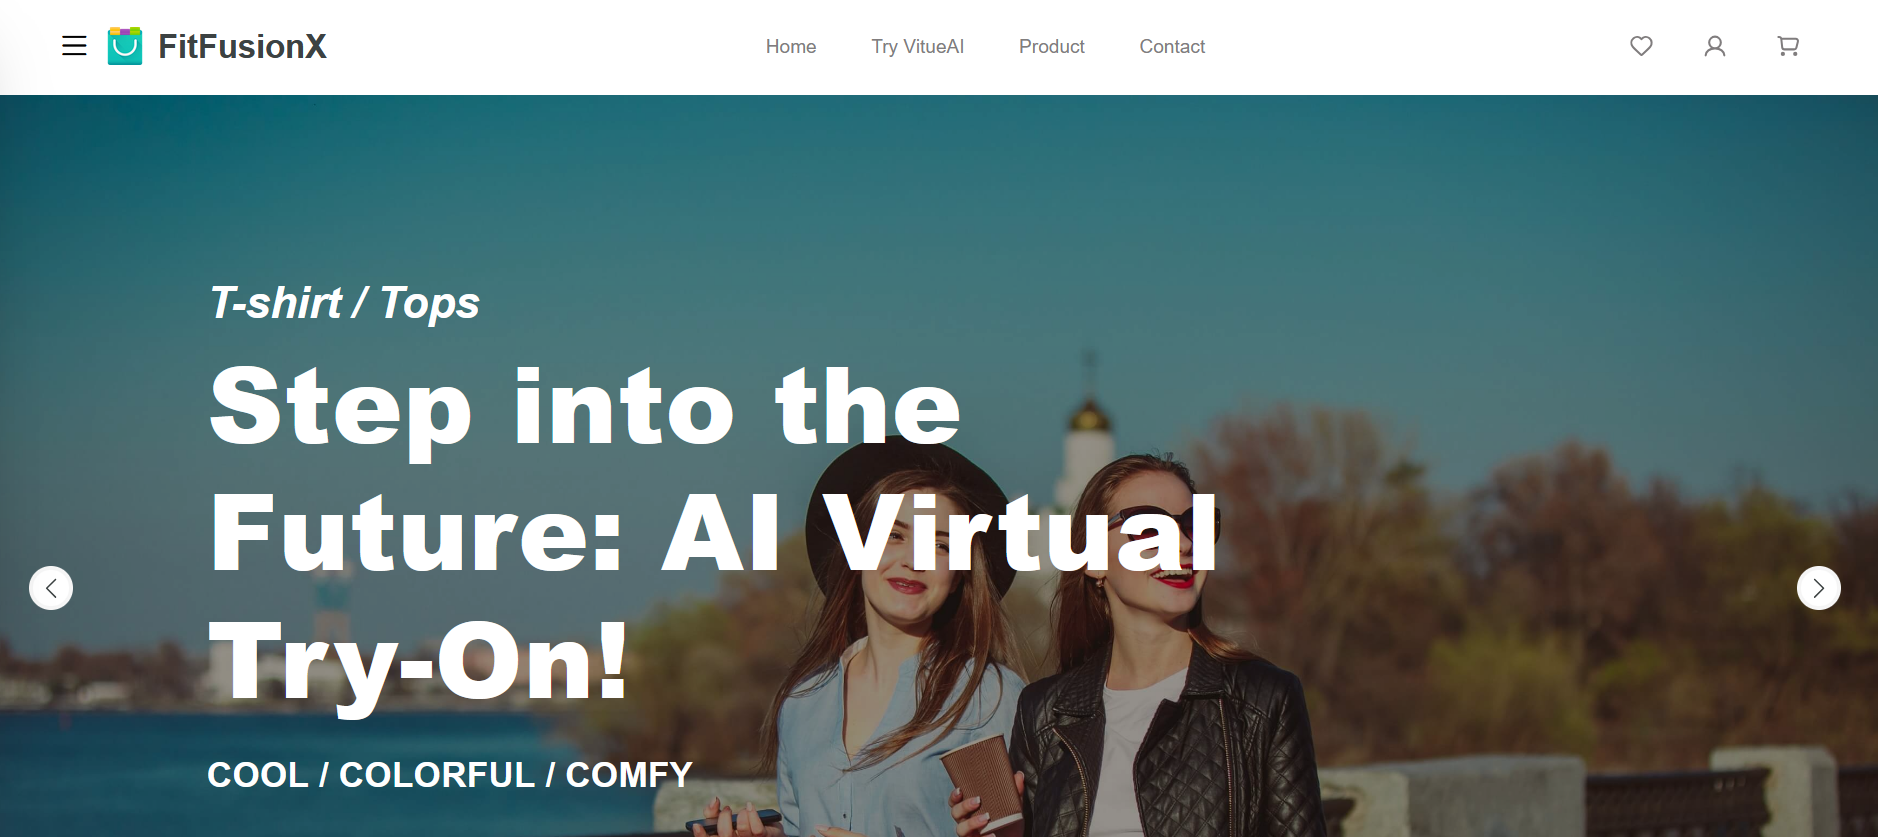 FitFusionX
Home
Try VitueAI
Product
Contact
T-shirt / Tops
Step into the
Future: AI Virtual
Try-On!
COOL / COLORFUL / COMFY